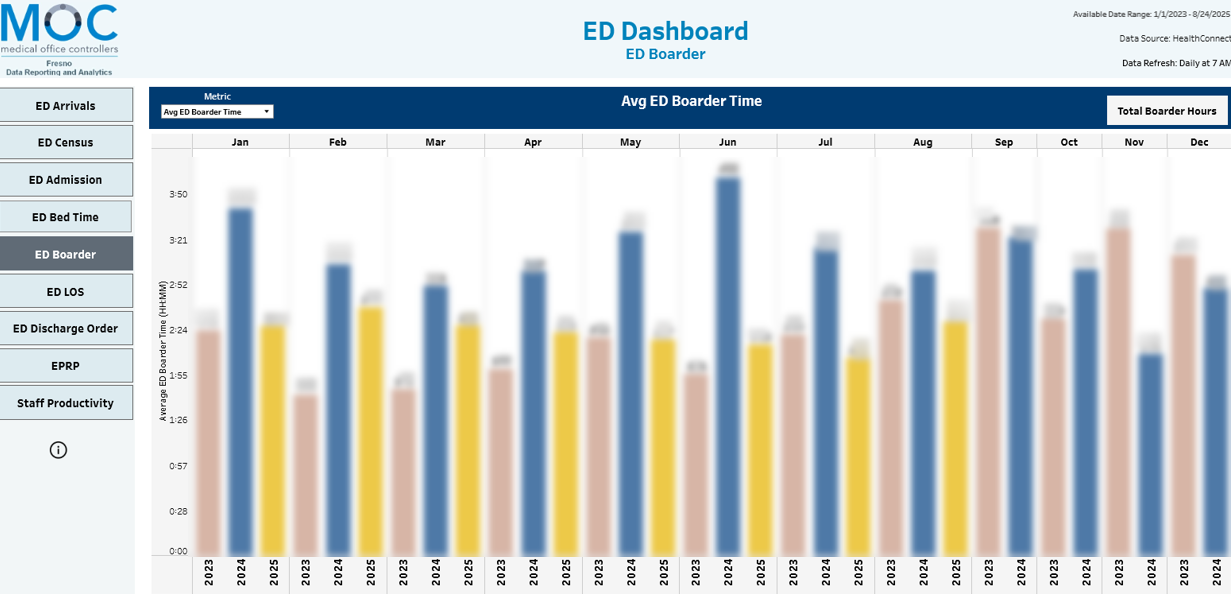 MOC
medical office controllers
Fresno
Data Reporting and Analytics
ED Dashboard
ED Boarder
Available Date Range: 1/1/2023 - 8/24/2025
Data Source: HealthConnect
Data Refresh: Daily at 7 AM
ED Arrivals
ED Census
ED Admission
ED Bed Time
ED Boarder
ED LOS
ED Discharge Order
EPRP
Staff Productivity
i
Metric
Avg ED Boarder Time
Avg ED Boarder Time
Total Boarder Hours
Jan Feb Mar Apr May Jun Jul Aug Sep Oct Nov Dec
Average ED Boarder Time (HH:MM)
3:50
3:21
2:52
2:24
1:55
1:26
0:57
0:28
0:00
2023 2024 2025 2023 2024 2025 2023 2024 2025 2023 2024 2025 2023 2024 2025 2023 2024 2025 2023 2024 2025 2023 2024 2025 2023 2024 2023 2024 2023 2024 2023 2024